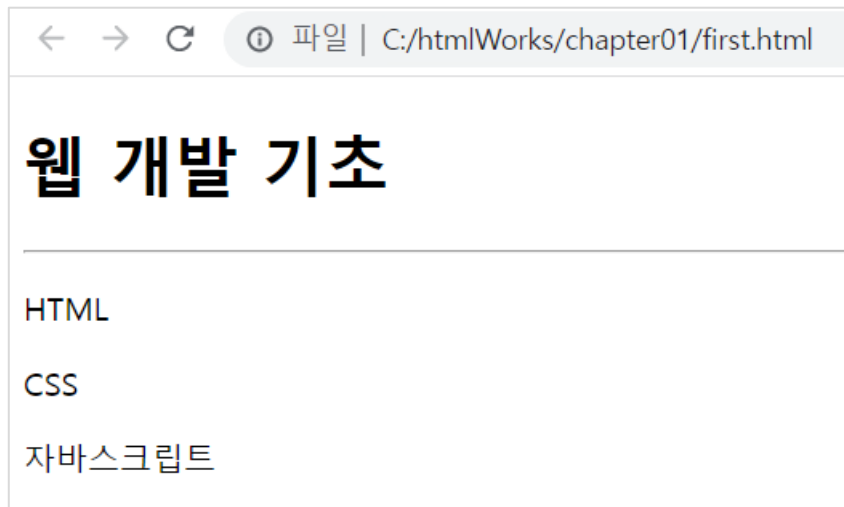 파일 | C:/htmlWorks/chapter01/first.html
웹 개발 기초
HTML
CSS
자바스크립트